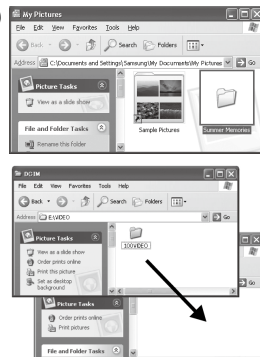 My Pictures
File Edit View Favorites Tools Help
Back Search Folders
Address C:\Documents and Settings\Samsung\My Documents\My Pictures Go
Picture Tasks
View as a slide show
File and Folder Tasks
Rename this folder
Sample Pictures
Summer Memories
DCIM
File Edit View Favorites Tools Help
Back Search Folders
Address E:\VIDEO Go
Picture Tasks
View as a slide show
Order prints online
Print this picture
Set as desktop
background
100VIDEO
Picture Tasks
Order prints online
Print pictures
File and Folder Tasks